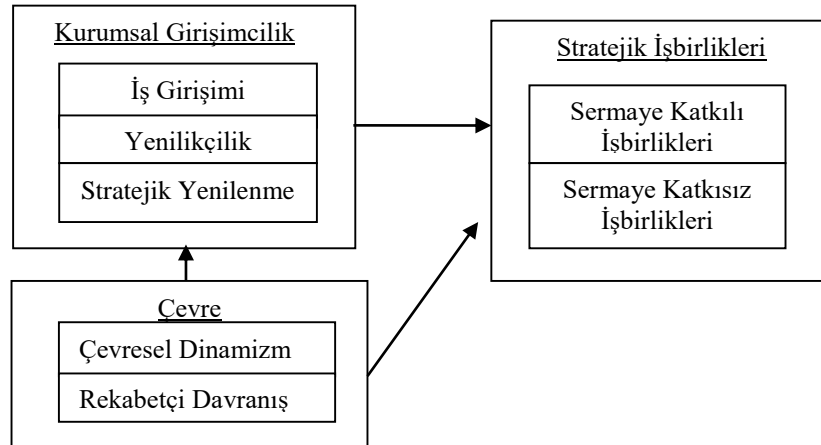 Kurumsal Girişimcilik
İş Girişimi
Yenilikçilik
Stratejik Yenilenme
Stratejik İşbirlikleri
Sermaye Katkılı
İşbirlikleri
Sermaye Katkısız
İşbirlikleri
Çevre
Çevresel Dinamizm
Rekabetçi Davranış